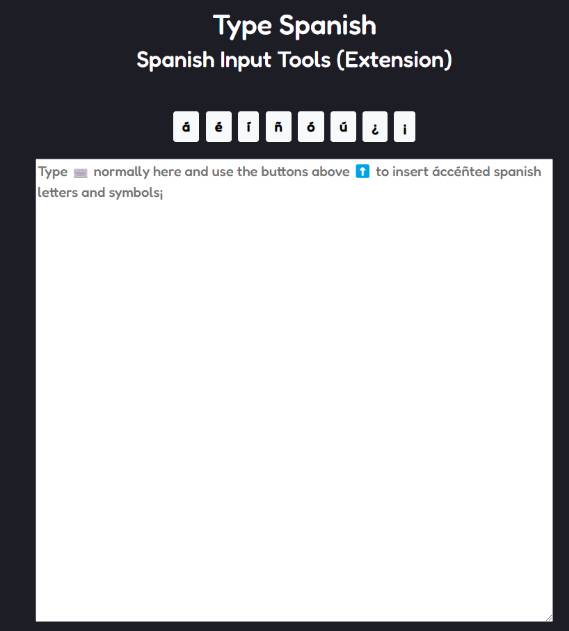 Type Spanish
Spanish Input Tools (Extension)
á é í ñ ó ú ¿ ¡
Type ⌨️ normally here and use the buttons above ⬆️ to insert áccéñted spanish
letters and symbols¡